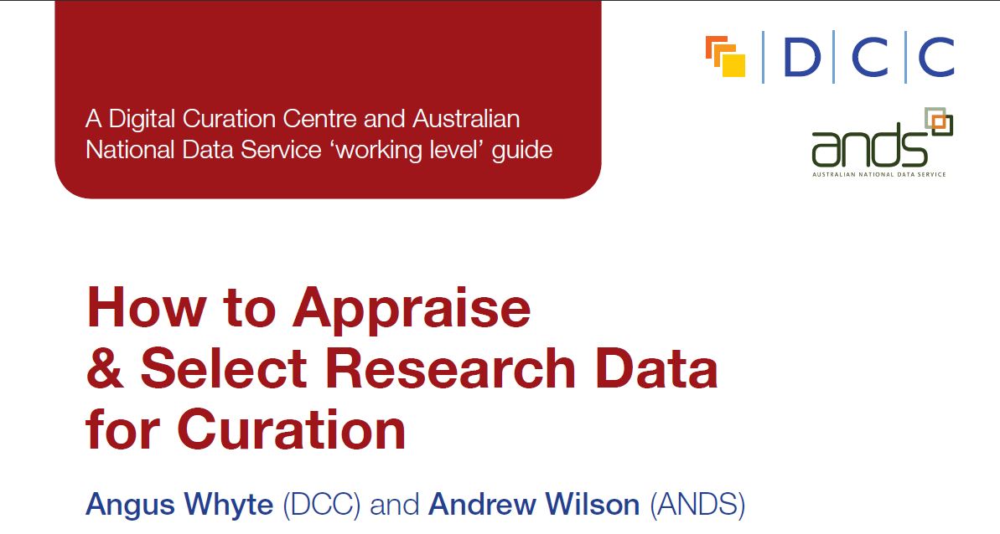 A Digital Curation Centre and Australian
National Data Service ‘working level’ guide
D C C
ands
AUSTRALIAN NATIONAL DATA SERVICE
How to Appraise
& Select Research Data
for Curation
Angus Whyte (DCC) and Andrew Wilson (ANDS)